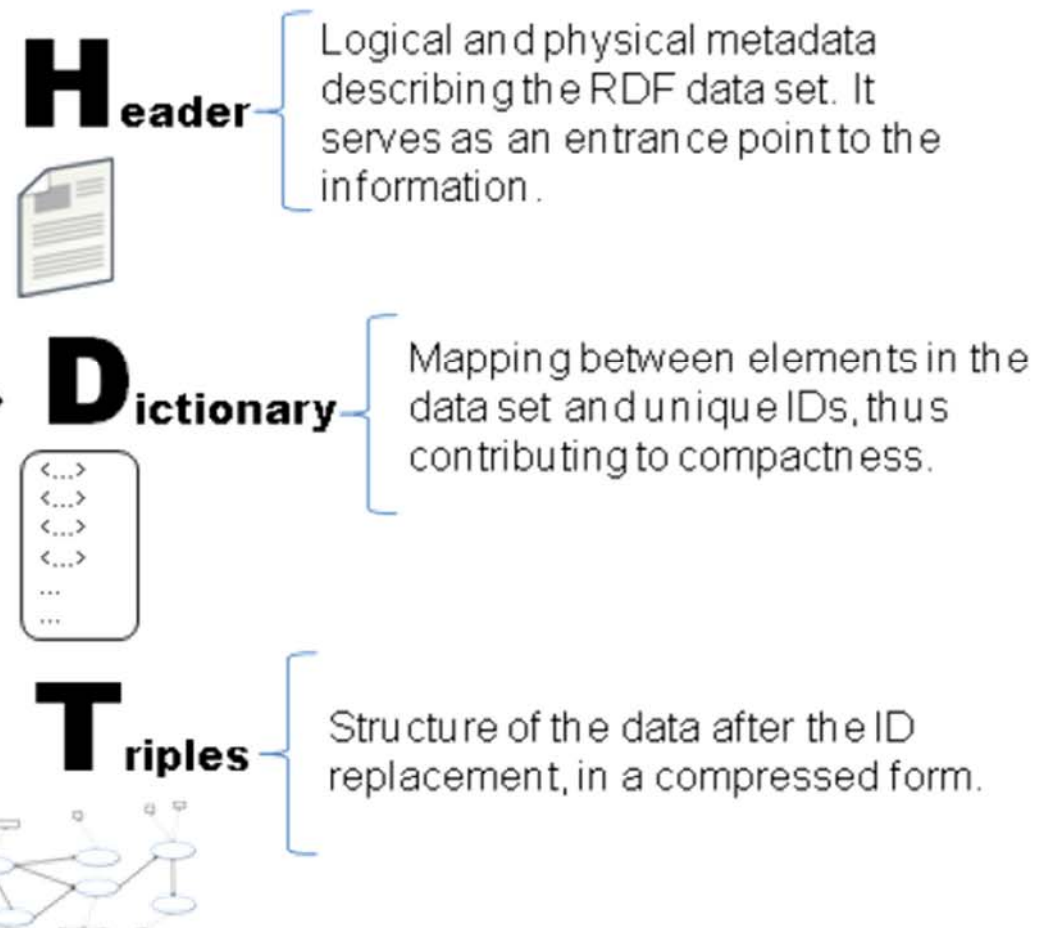 Header
Logical and physical metadata
describing the RDF data set. It
serves as an entrance point to the
information.
Dictionary
Mapping between elements in the
data set and unique IDs, thus
contributing to compactness.
<...>
<...>
<...>
<...>
...
...
Triples
Structure of the data after the ID
replacement, in a compressed form.